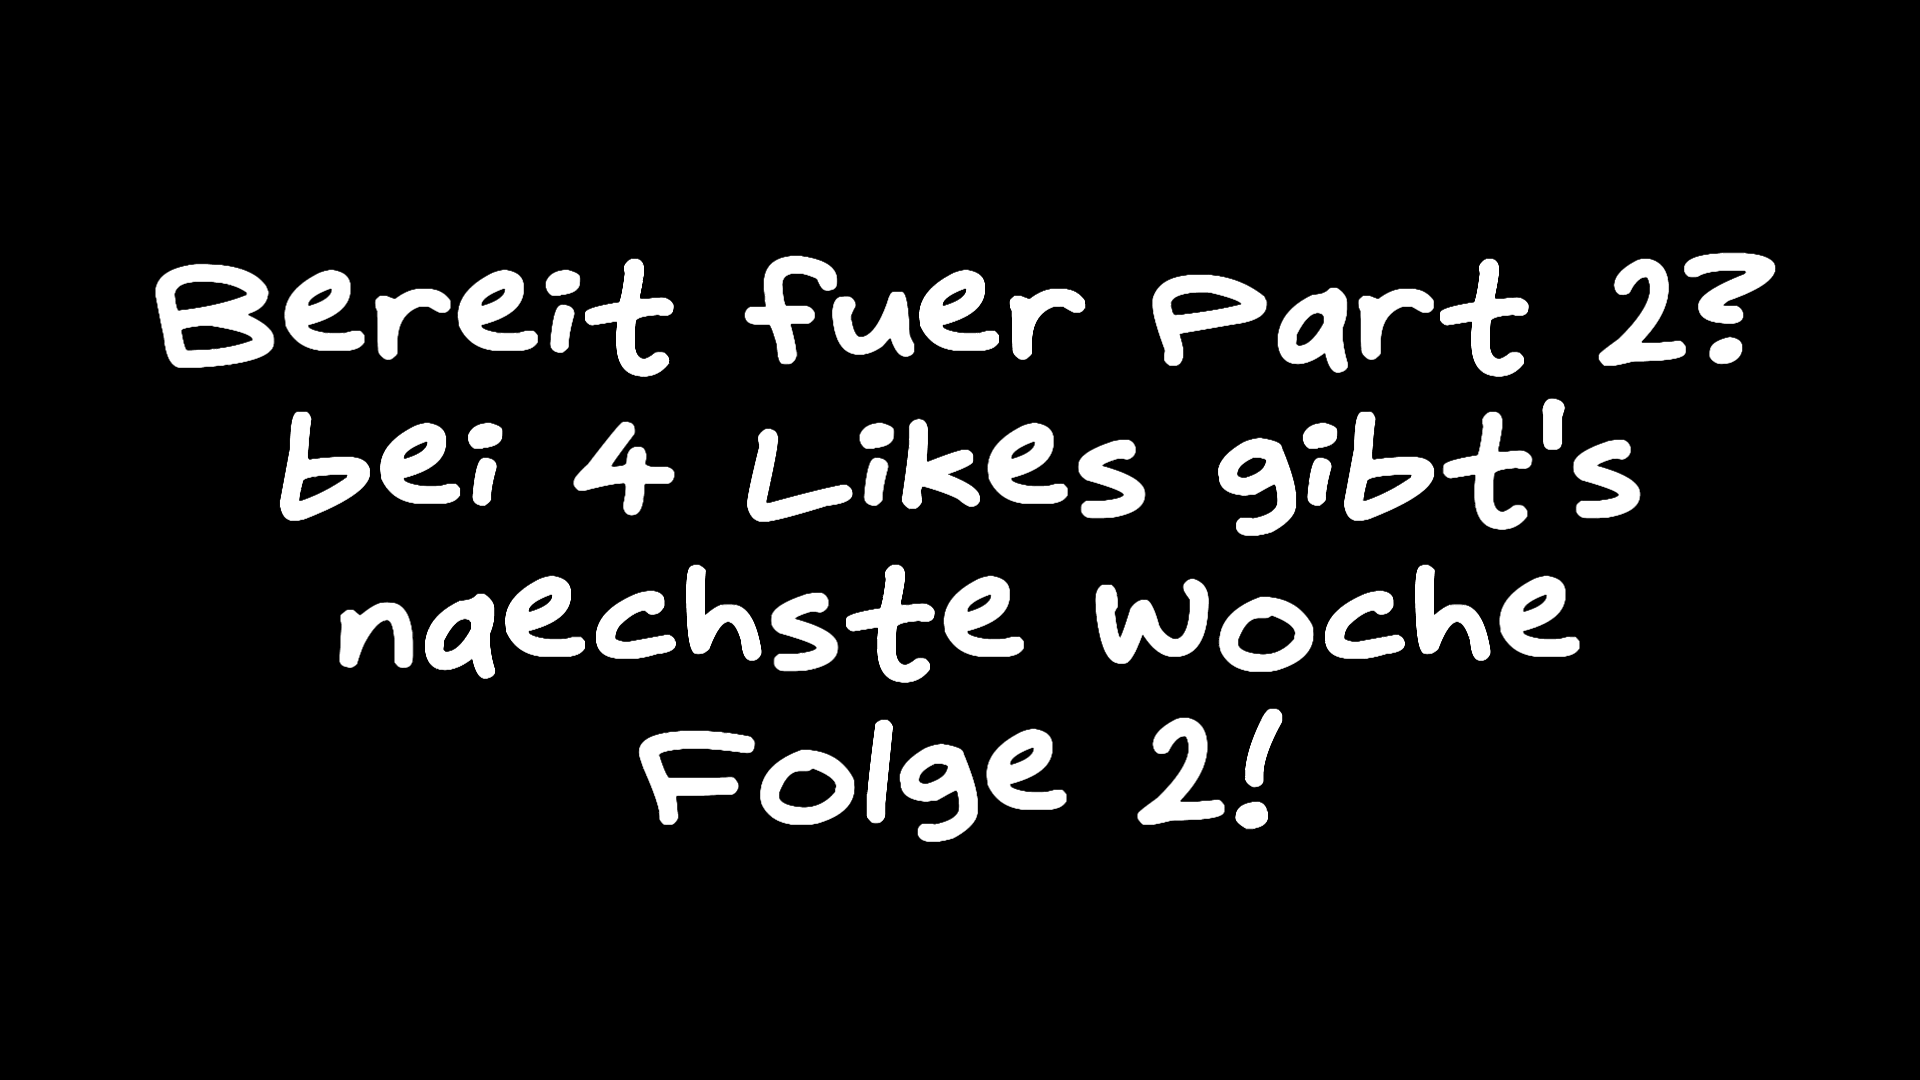 Bereit fuer Part 2?
bei 4 Likes gibt's
naechste Woche
Folge 2!